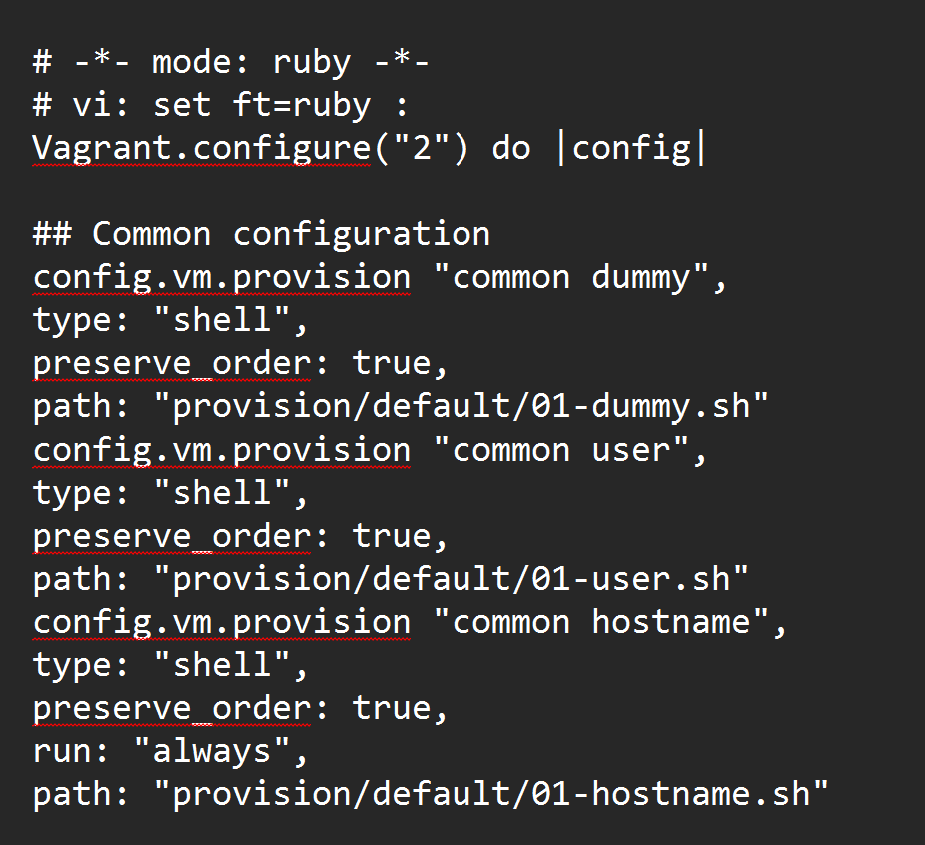 # -*- mode: ruby -*-
# vi: set ft=ruby :
Vagrant.configure("2") do |config|
## Common configuration
config.vm.provision "common dummy",
type: "shell",
preserve_order: true,
path: "provision/default/01-dummy.sh"
config.vm.provision "common user",
type: "shell",
preserve_order: true,
path: "provision/default/01-user.sh"
config.vm.provision "common hostname",
type: "shell",
preserve_order: true,
run: "always",
path: "provision/default/01-hostname.sh"